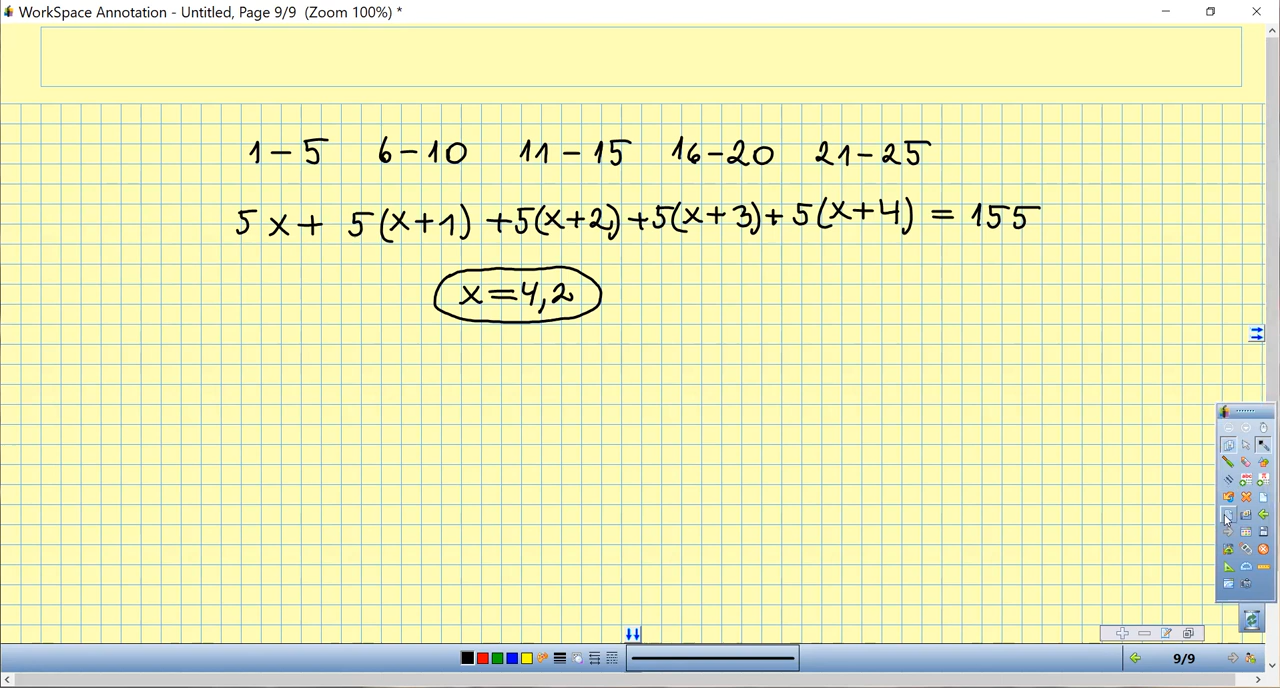 WorkSpace Annotation - Untitled, Page 9/9 (Zoom 100%) *
1 – 5 6 – 10 11 – 15 16 – 20 21 – 25
5x + 5(x+1) + 5(x+2) + 5(x+3) + 5(x+4) = 155
x = 4,2
9/9